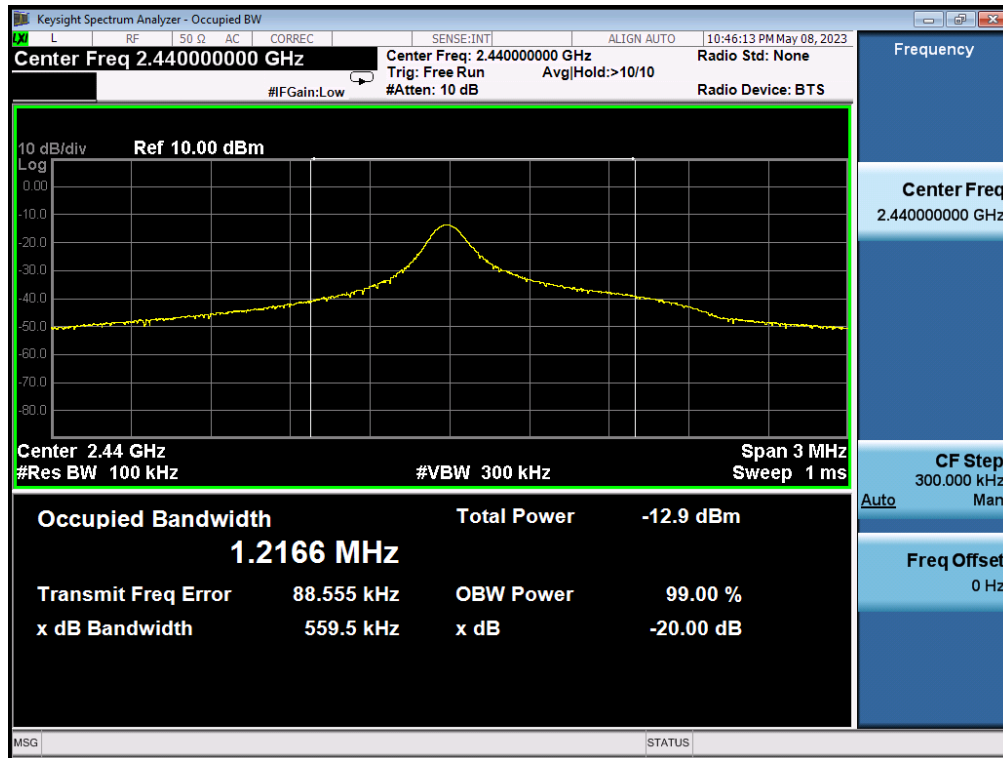 Keysight Spectrum Analyzer - Occupied BW
LXI L RF 50 Ω AC CORREC SENSE:INT ALIGN AUTO 10:46:13 PM May 08, 2023
Center Freq 2.440000000 GHz
#IFGain:Low
Center Freq: 2.440000000 GHz
Trig: Free Run Avg|Hold:>10/10
#Atten: 10 dB
Radio Std: None
Radio Device: BTS
10 dB/div Ref 10.00 dBm
Log
0.00
-10.0
-20.0
-30.0
-40.0
-50.0
-60.0
-70.0
-80.0
Center 2.44 GHz Span 3 MHz
#Res BW 100 kHz #VBW 300 kHz Sweep 1 ms
Occupied Bandwidth Total Power -12.9 dBm
1.2166 MHz
Transmit Freq Error 88.555 kHz OBW Power 99.00 %
x dB Bandwidth 559.5 kHz x dB -20.00 dB
Frequency
Center Freq
2.440000000 GHz
CF Step
300.000 kHz
Auto Man
Freq Offset
0 Hz
MSG STATUS